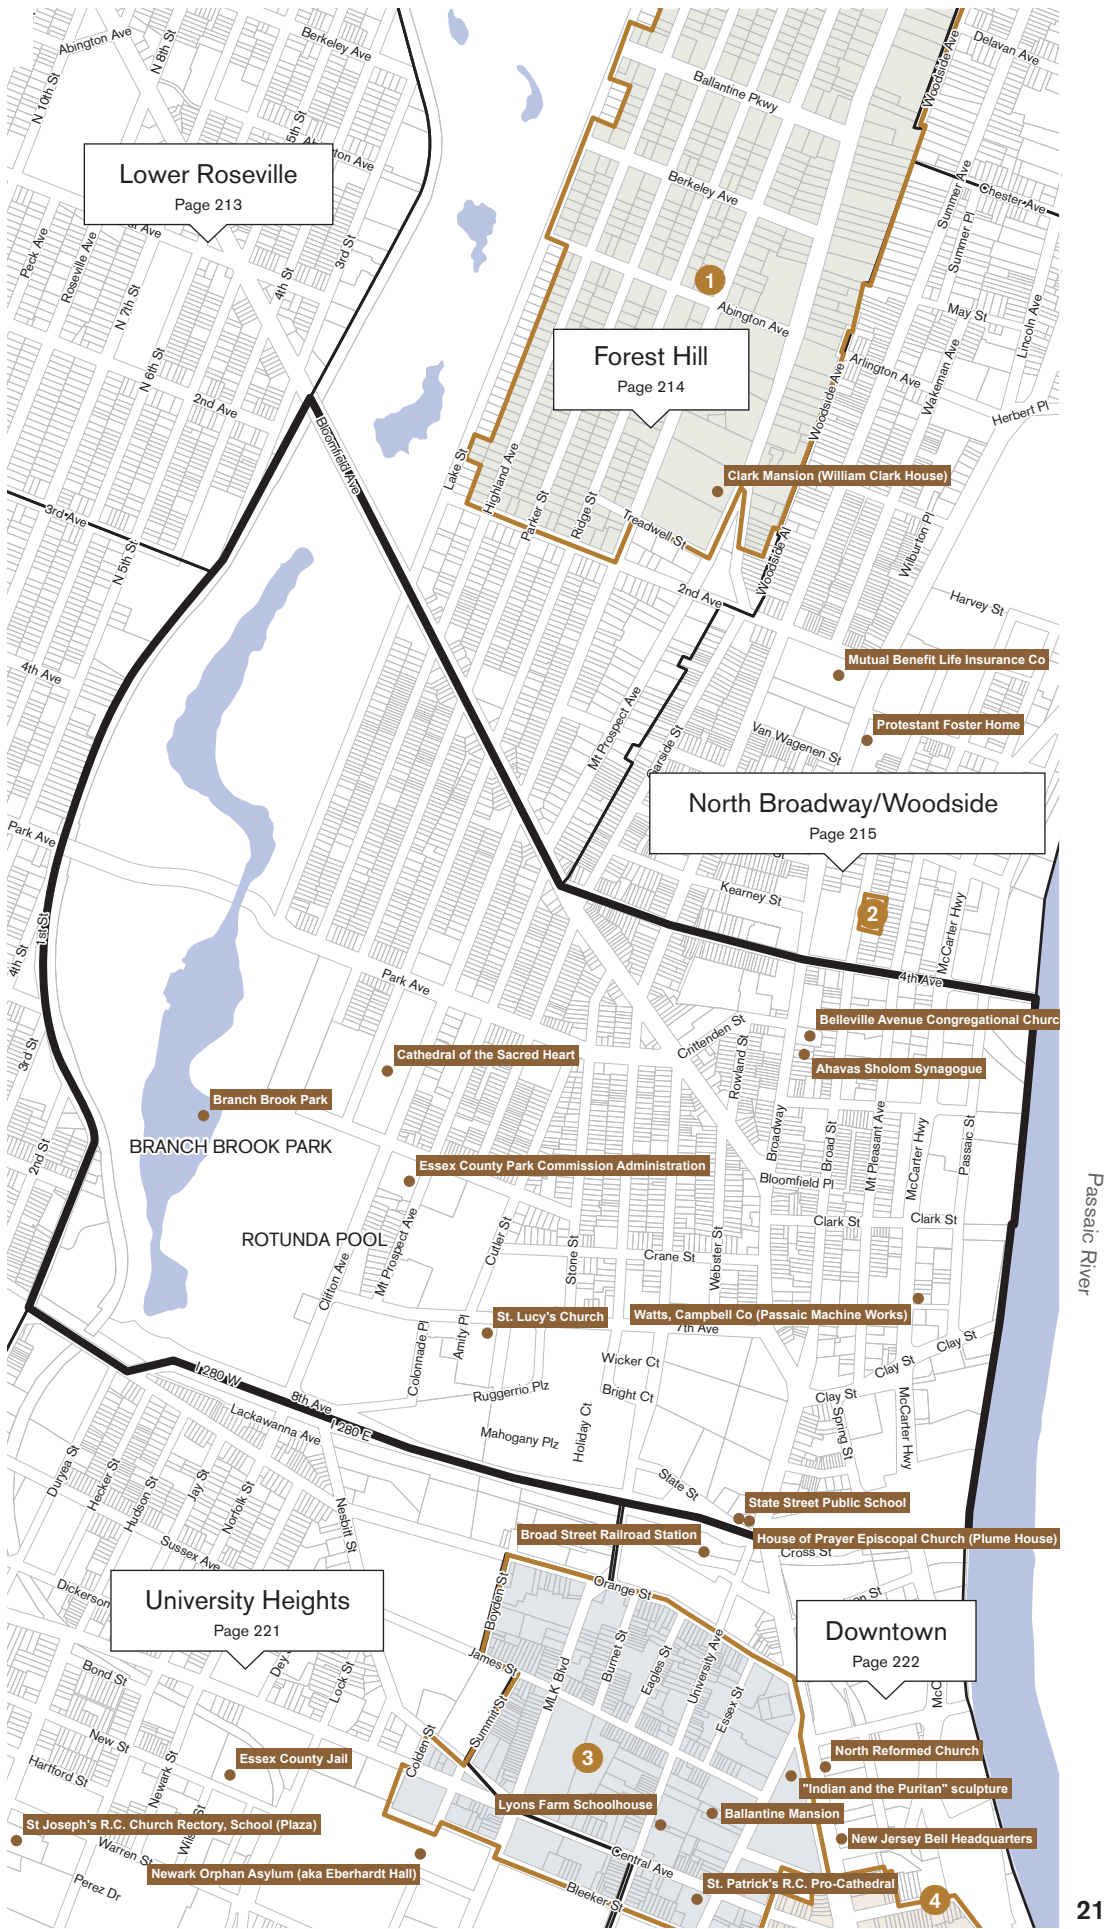 Abington Ave
N 8th St
Berkeley Ave
N 10th St
5th St
Ballantine Pkwy
Woodside Ave
Delavan Ave
Lower Roseville
Page 213
Berkeley Ave
Chester Ave
Summer Ave
Summer Pl
Peck Ave
Roseville Ave
N 7th St
4th St
3rd St
1
Abington Ave
May St
Lincoln Ave
Forest Hill
Page 214
N 6th St
2nd Ave
Arlington Ave
Wakeman Ave
Woodside Ave
Herbert Pl
Bloomfield Ave
Lake St
Highland Ave
Parker St
Ridge St
Treadwell St
Clark Mansion (William Clark House)
3rd Ave
N 5th St
Woodside Al
Wilburton Pl
2nd Ave
Harvey St
4th Ave
Mutual Benefit Life Insurance Co
Protestant Foster Home
Mt Prospect Ave
Garside St
Van Wagenen St
North Broadway/Woodside
Page 215
Park Ave
Kearney St
2
McCarter Hwy
1st St
4th St
Park Ave
4th Ave
3rd St
2nd St
Crittenden St
Rowland St
Belleville Avenue Congregational Churc
Ahavas Sholom Synagogue
Cathedral of the Sacred Heart
Branch Brook Park
BRANCH BROOK PARK
Essex County Park Commission Administration
Broadway
Broad St
Mt Pleasant Ave
McCarter Hwy
Passaic St
Bloomfield Pl
Clark St
Clark St
ROTUNDA POOL
Clifton Ave
Mt Prospect Ave
Cutler St
Stone St
Crane St
Webster St
Passaic River
St. Lucy's Church
Watts, Campbell Co (Passaic Machine Works)
7th Ave
Colonnade Pl
Amity Pl
Wicker Ct
Bright Ct
Ruggerrio Plz
Mahogany Plz
Holiday Ct
Clay St
Clay St
Clay St
Spring St
McCarter Hwy
I 280 W
8th Ave
I 280 E
Lackawanna Ave
State St
Duryea St
Hecker St
Hudson St
Jay St
Norfolk St
Nesbitt St
Sussex Ave
Dickerson
State Street Public School
Broad Street Railroad Station
House of Prayer Episcopal Church (Plume House)
Cross St
University Heights
Page 221
Boyden St
Orange St
Downtown
Page 222
James St
MLK Blvd
Burnet St
Eagles St
University Ave
Essex St
Summit St
Colden St
Bond St
Dey
Lock St
New St
Hartford St
Newark St
Warren St
Perez Dr
3
Essex County Jail
St Joseph's R.C. Church Rectory, School (Plaza)
Newark Orphan Asylum (aka Eberhardt Hall)
Lyons Farm Schoolhouse
Ballantine Mansion
North Reformed Church
"Indian and the Puritan" sculpture
New Jersey Bell Headquarters
Central Ave
Bleeker St
St. Patrick's R.C. Pro-Cathedral
4
21